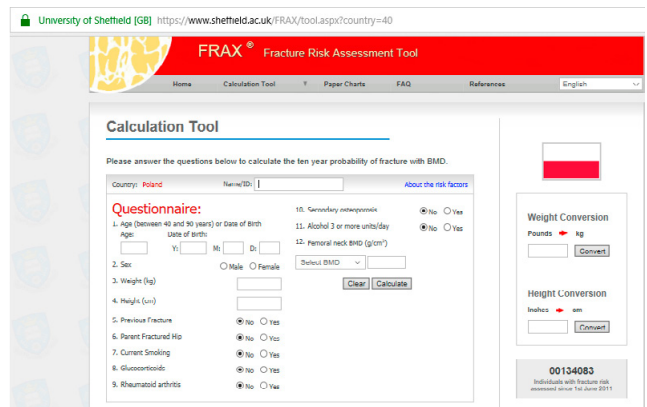 University of Sheffield [GB] https://www.sheffield.ac.uk/FRAX/tool.aspx?country=40
FRAX ® Fracture Risk Assessment Tool
Home Calculation Tool ▼ Paper Charts FAQ References English
Calculation Tool
Please answer the questions below to calculate the ten year probability of fracture with BMD.
Country: Poland Name/ID: About the risk factors
Questionnaire:
1. Age (between 40 and 90 years) or Date of Birth
Age: Date of Birth:
Y: M: D:
2. Sex Male Female
3. Weight (kg)
4. Height (cm)
5. Previous Fracture No Yes
6. Parent Fractured Hip No Yes
7. Current Smoking No Yes
8. Glucocorticoids No Yes
9. Rheumatoid arthritis No Yes
10. Secondary osteoporosis No Yes
11. Alcohol 3 or more units/day No Yes
12. Femoral neck BMD (g/cm²)
Select BMD
Clear Calculate
Weight Conversion
Pounds ➡ kg
Convert
Height Conversion
Inches ➡ cm
Convert
00134083
Individuals with fracture risk
assessed since 1st June 2011